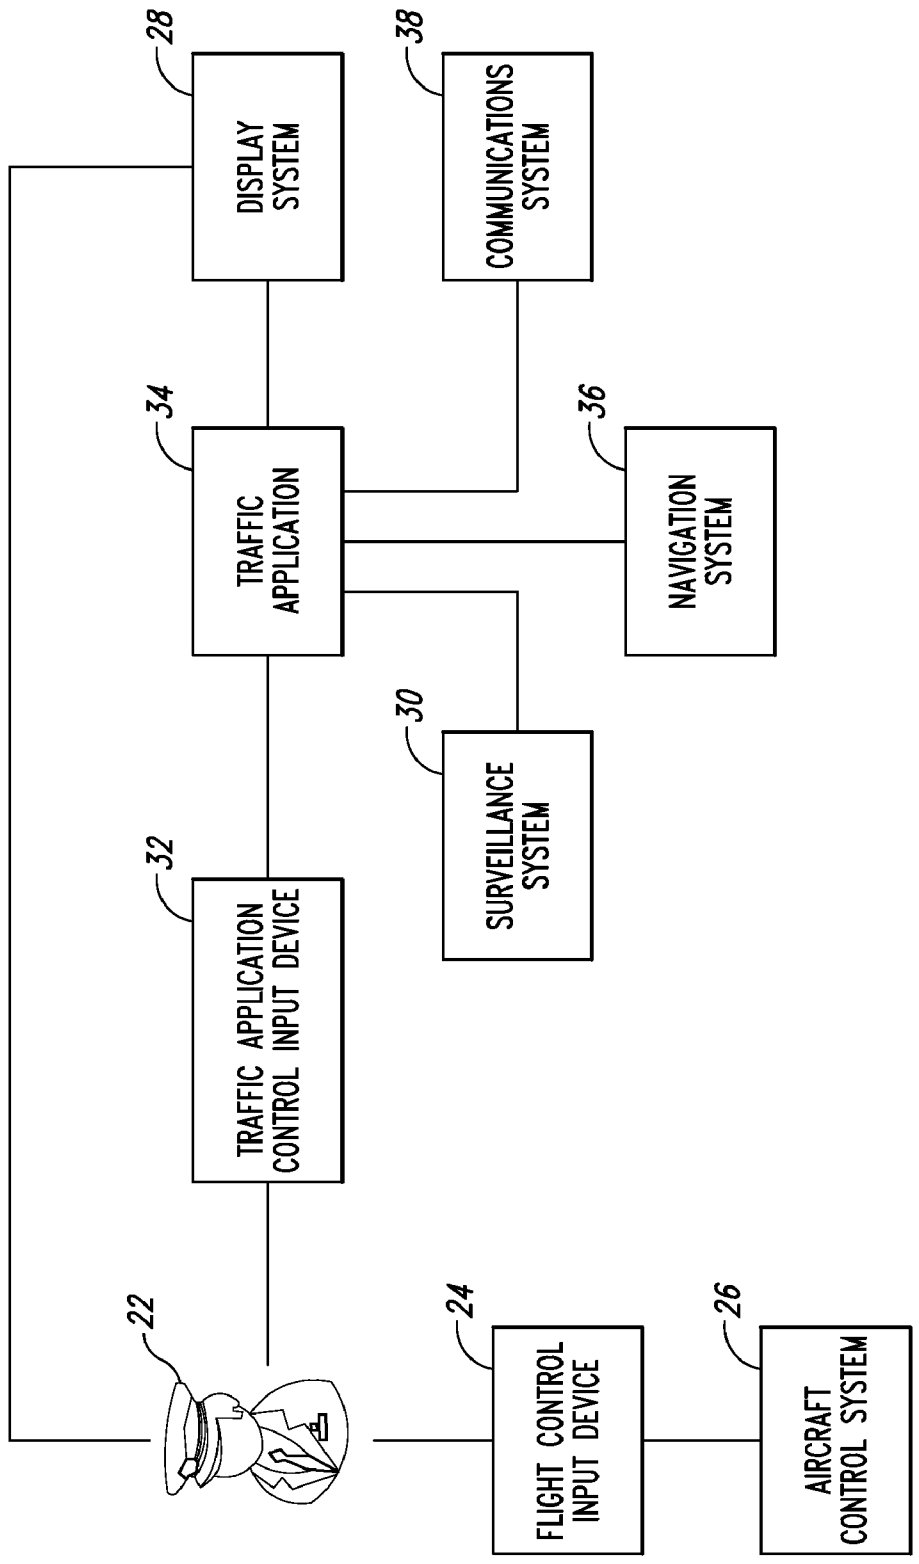 22
32
TRAFFIC APPLICATION
CONTROL INPUT DEVICE
34
TRAFFIC
APPLICATION
28
DISPLAY
SYSTEM
24
FLIGHT CONTROL
INPUT DEVICE
30
SURVEILLANCE
SYSTEM
38
COMMUNICATIONS
SYSTEM
36
NAVIGATION
SYSTEM
26
AIRCRAFT
CONTROL SYSTEM